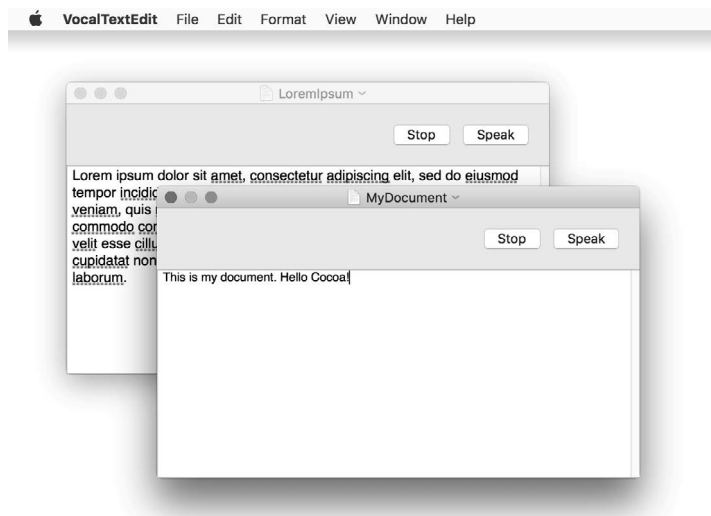 VocalTextEdit File Edit Format View Window Help
LoremIpsum
Stop Speak
Lorem ipsum dolor sit amet, consectetur adipiscing elit, sed do eiusmod
tempor
veniam, quis
commodo
velit esse
cupidatat non
laborum.
MyDocument
Stop Speak
This is my document. Hello Cocoa!